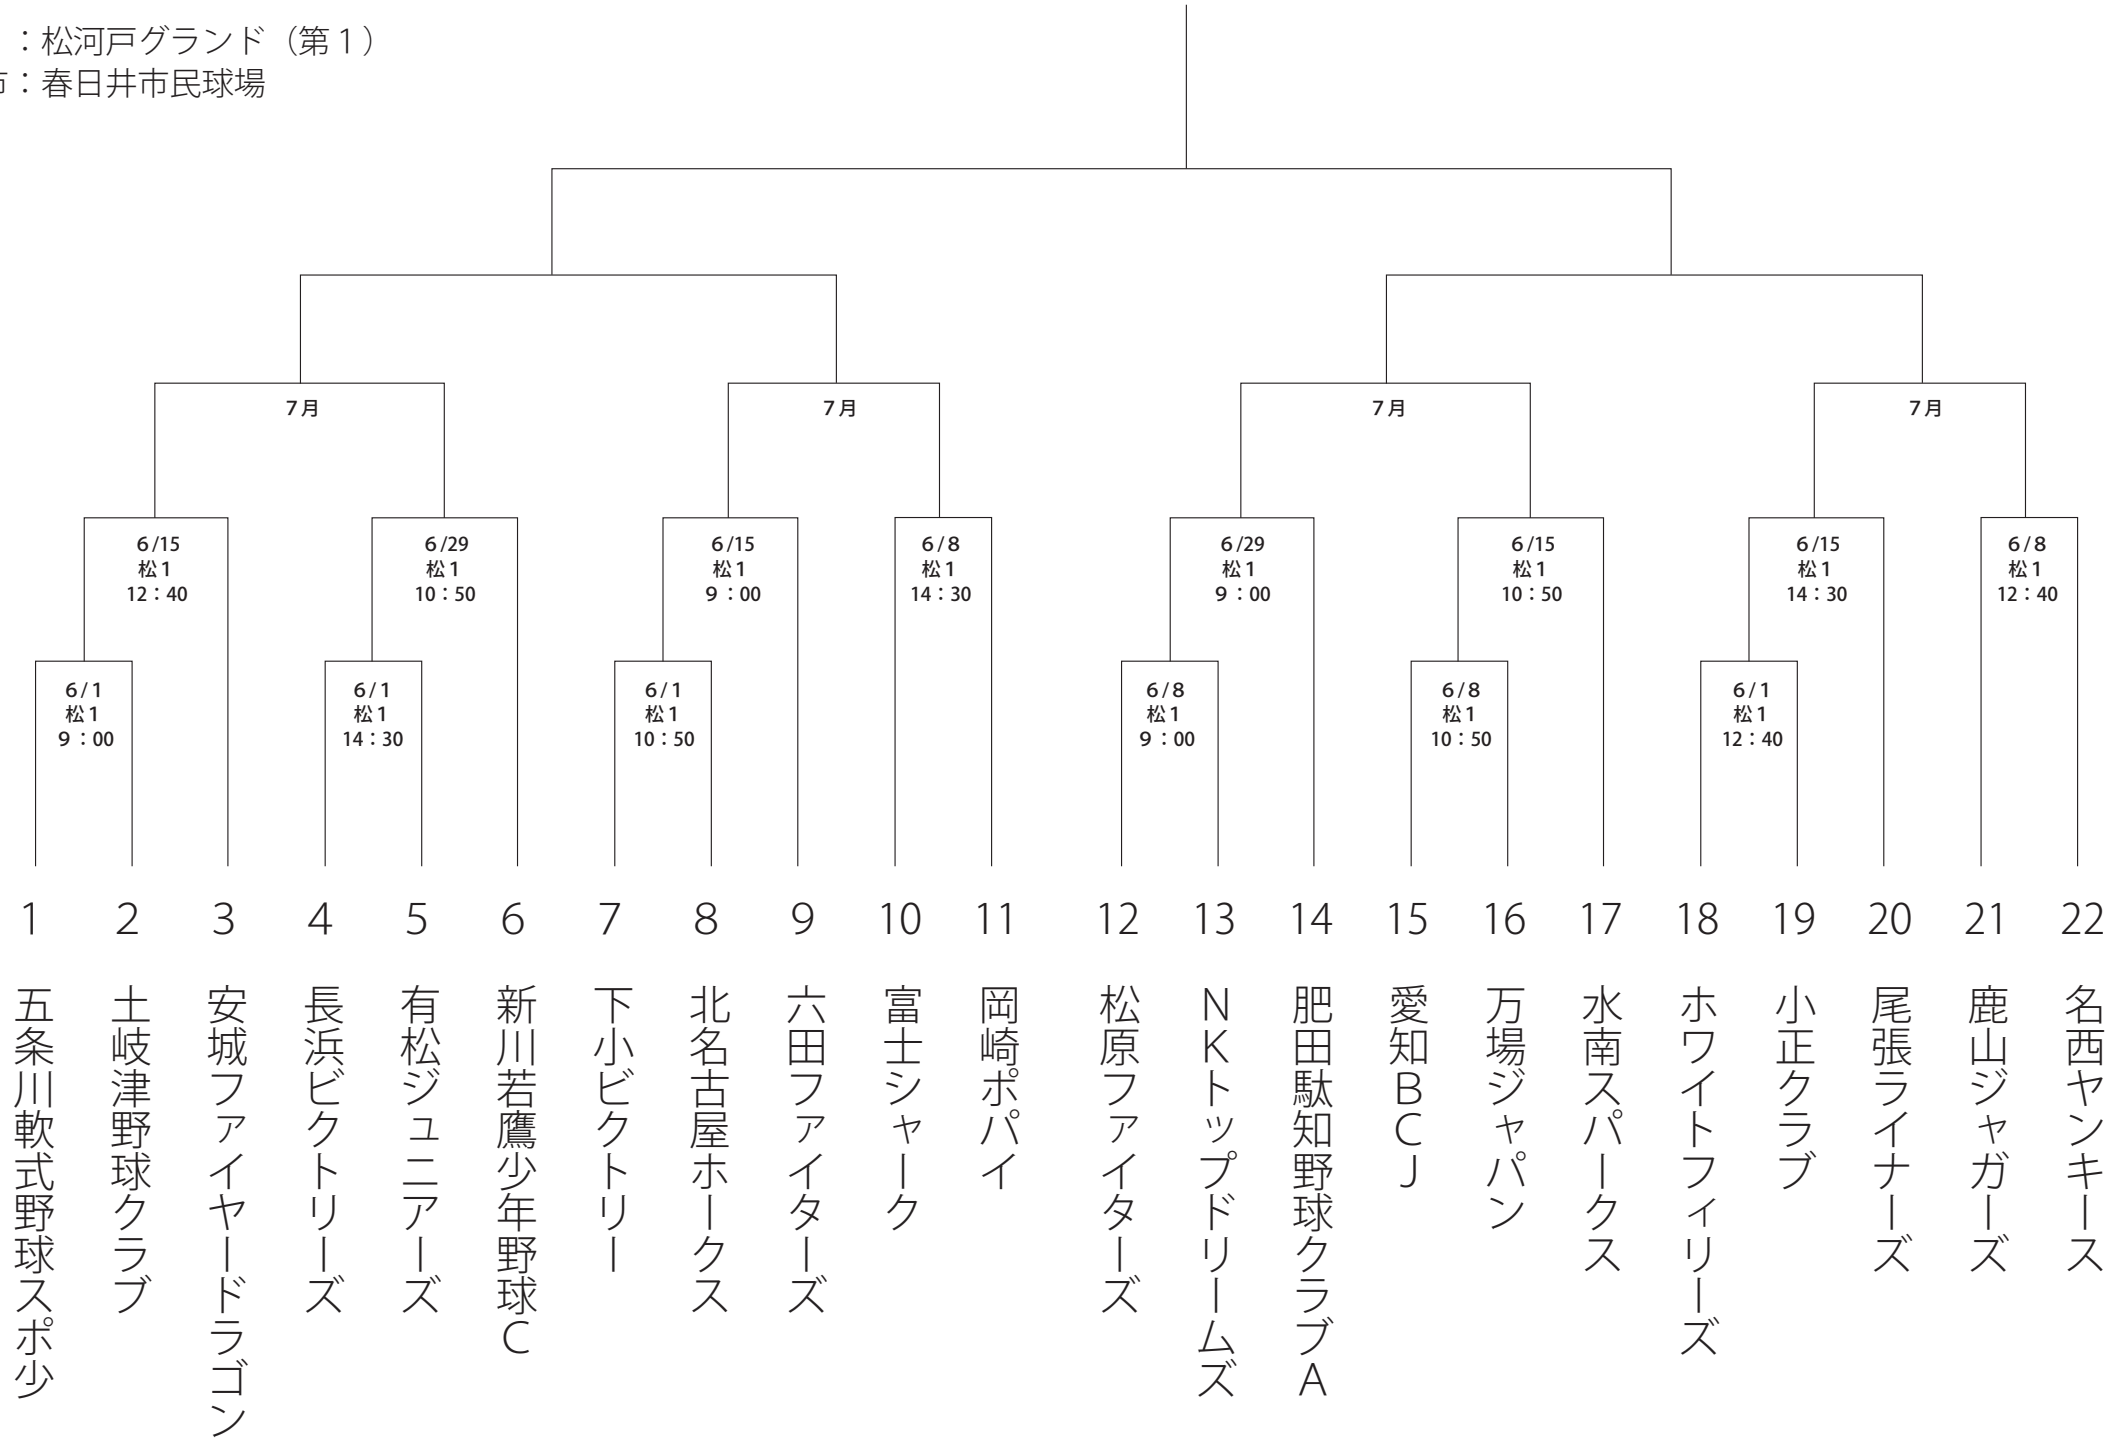 ：松河戸グランド（第１）
市：春日井市民球場
７月
７月
７月
７月
６/15
松１
12：40
６/29
松１
10：50
６/15
松１
９：00
６/８
松１
14：30
６/29
松１
９：00
６/15
松１
10：50
６/15
松１
14：30
６/８
松１
12：40
６/１
松１
９：00
６/１
松１
14：30
６/１
松１
10：50
６/８
松１
９：00
６/８
松１
10：50
６/１
松１
12：40
1
2
3
4
5
6
7
8
9
10
11
12
13
14
15
16
17
18
19
20
21
22
五条川軟式野球スポ少
土岐津野球クラブ
安城ファイヤードラゴン
長浜ビクトリーズ
有松ジュニアーズ
新川若鷹少年野球Ｃ
下小ビクトリー
北名古屋ホークス
六田ファイターズ
富士シャーク
岡崎ポパイ
松原ファイターズ
ＮＫトップドリームズ
肥田駄知野球クラブＡ
愛知ＢＣＪ
万場ジャパン
水南スパークス
ホワイトフィリーズ
小正クラブ
尾張ライナーズ
鹿山ジャガーズ
名西ヤンキース